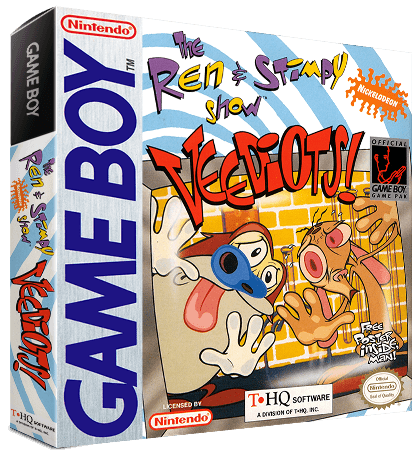 Nintendo®
GAME BOY
GAME BOY™
The
Ren & Stimpy
Show™
NICKELODEON
VEEDIOTS!
OFFICIAL
GAME BOY
GAME PAK
FREE
POSTER
INSIDE
MAN!
Official
Nintendo
Seal of Quality
LICENSED BY
Nintendo®
T•HQ SOFTWARE
A DIVISION OF T•HQ, INC.
GAME BOY
The
Ren & Stimpy
Show
VEEDIOTS!
T•HQ SOFTWARE